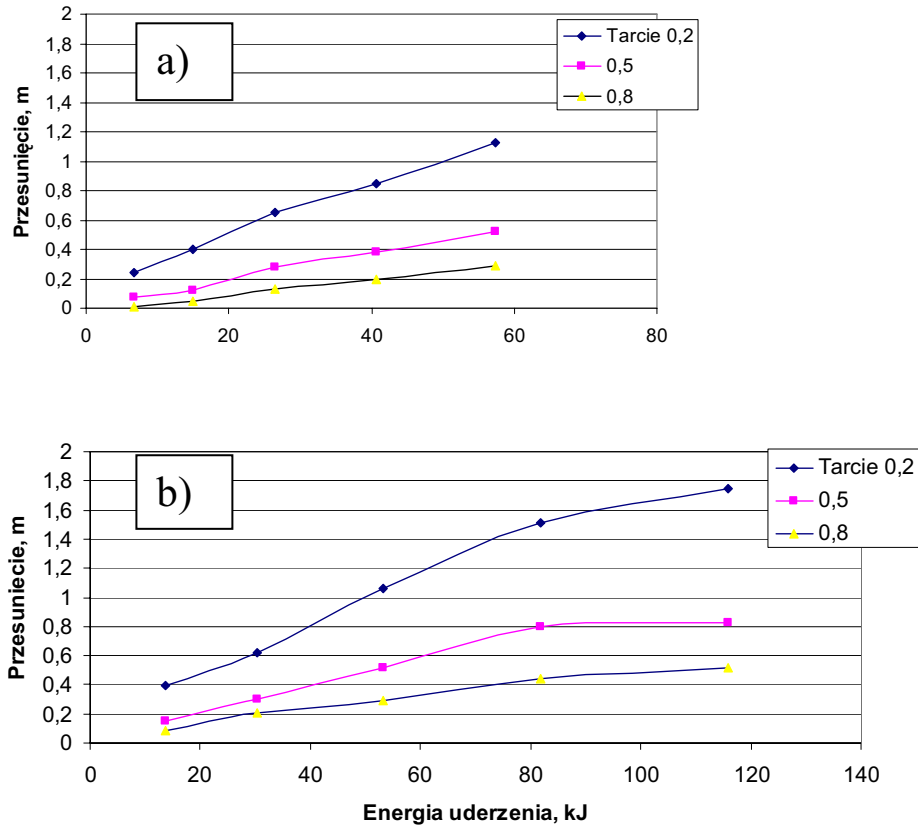 a)
Tarcie 0,2
0,5
0,8
Przesunięcie, m
2
1,8
1,6
1,4
1,2
1
0,8
0,6
0,4
0,2
0
0 20 40 60 80
b)
Tarcie 0,2
0,5
0,8
Przesuniecie, m
2
1,8
1,6
1,4
1,2
1
0,8
0,6
0,4
0,2
0
0 20 40 60 80 100 120 140
Energia uderzenia, kJ